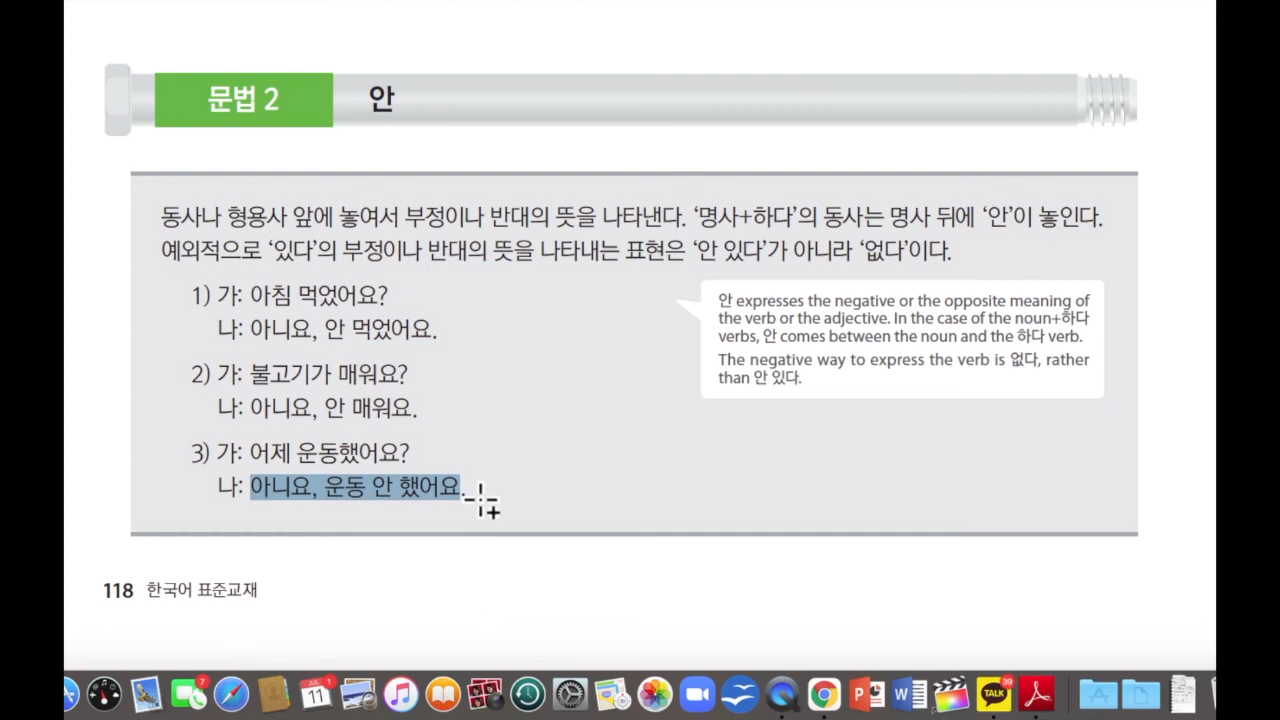 문법 2 안
동사나 형용사 앞에 놓여서 부정이나 반대의 뜻을 나타낸다. ‘명사+하다’의 동사는 명사 뒤에 ‘안’이 놓인다.
예외적으로 ‘있다’의 부정이나 반대의 뜻을 나타내는 표현은 ‘안 있다’가 아니라 ‘없다’이다.
1) 가: 아침 먹었어요?
나: 아니요, 안 먹었어요.
2) 가: 불고기가 매워요?
나: 아니요, 안 매워요.
3) 가: 어제 운동했어요?
나: 아니요, 운동 안 했어요.
안 expresses the negative or the opposite meaning of
the verb or the adjective. In the case of the noun+하다
verbs, 안 comes between the noun and the 하다 verb.
The negative way to express the verb is 없다, rather
than 안 있다.
118 한국어 표준교재
7
JUL
11
1
TALK
39